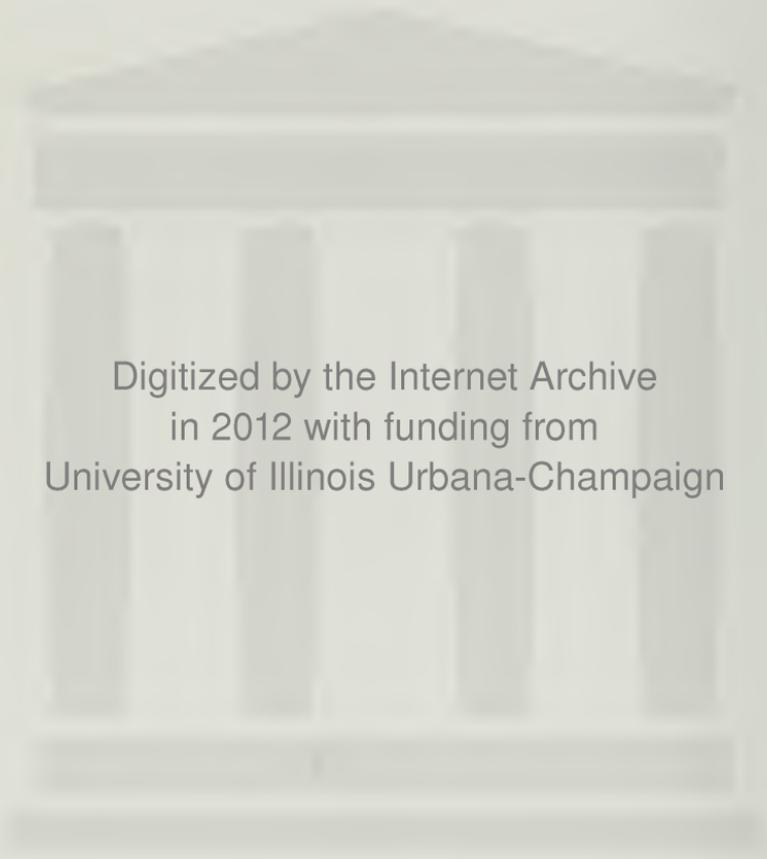 Digitized by the Internet Archive
in 2012 with funding from
University of Illinois Urbana-Champaign